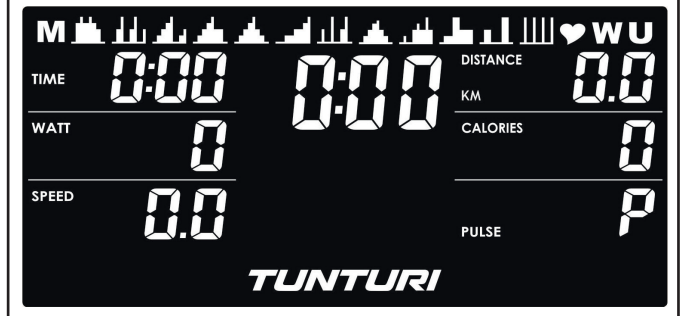 M ♥ W U
TIME 0:00
0:00
DISTANCE
KM 0.0
WATT 0
CALORIES 0
SPEED 0.0
PULSE P
TUNTURI